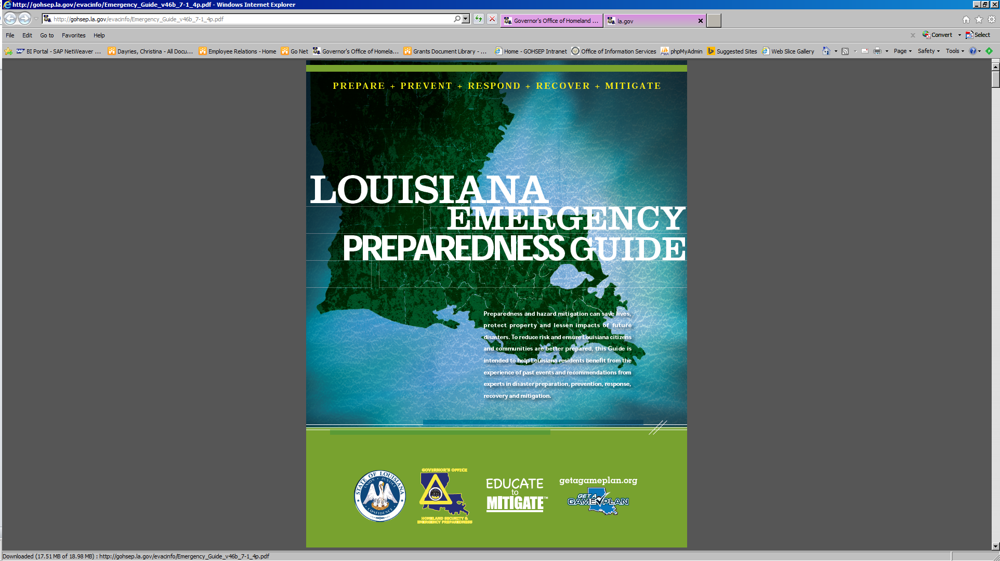 http://gohsep.la.gov/evacinfo/Emergency_Guide_v46b_7-1_4p.pdf - Windows Internet Explorer
http://gohsep.la.gov/evacinfo/Emergency_Guide_v46b_7-1_4p.pdf
Governor's Office of Homeland ...
la.gov
File Edit Go to Favorites Help
Convert Select
BI Portal - SAP NetWeaver ... Dayries, Christina - All Docu... Employee Relations - Home Go Net Governor's Office of Homela... Grants Document Library - ... Home - GOHSEP Intranet Office of Information Services phpMyAdmin Suggested Sites Web Slice Gallery Page Safety Tools
PREPARE + PREVENT + RESPOND + RECOVER + MITIGATE
LOUISIANA
EMERGENCY
PREPAREDNESS GUIDE
Preparedness and hazard mitigation can save lives,
protect property and lessen impacts of future
disasters. To reduce risk and ensure Louisiana citizens
and communities are better prepared, this Guide is
intended to help Louisiana residents benefit from the
experience of past events and recommendations from
experts in disaster preparation, prevention, response,
recovery and mitigation.
STATE OF LOUISIANA
UNION · JUSTICE
CONFIDENCE
GOVERNOR'S OFFICE
HOMELAND SECURITY &
EMERGENCY PREPAREDNESS
EDUCATE
to
MITIGATE™
getagameplan.org
GET A
GAME PLAN
Downloaded (17.51 MB of 18.98 MB) : http://gohsep.la.gov/evacinfo/Emergency_Guide_v46b_7-1_4p.pdf